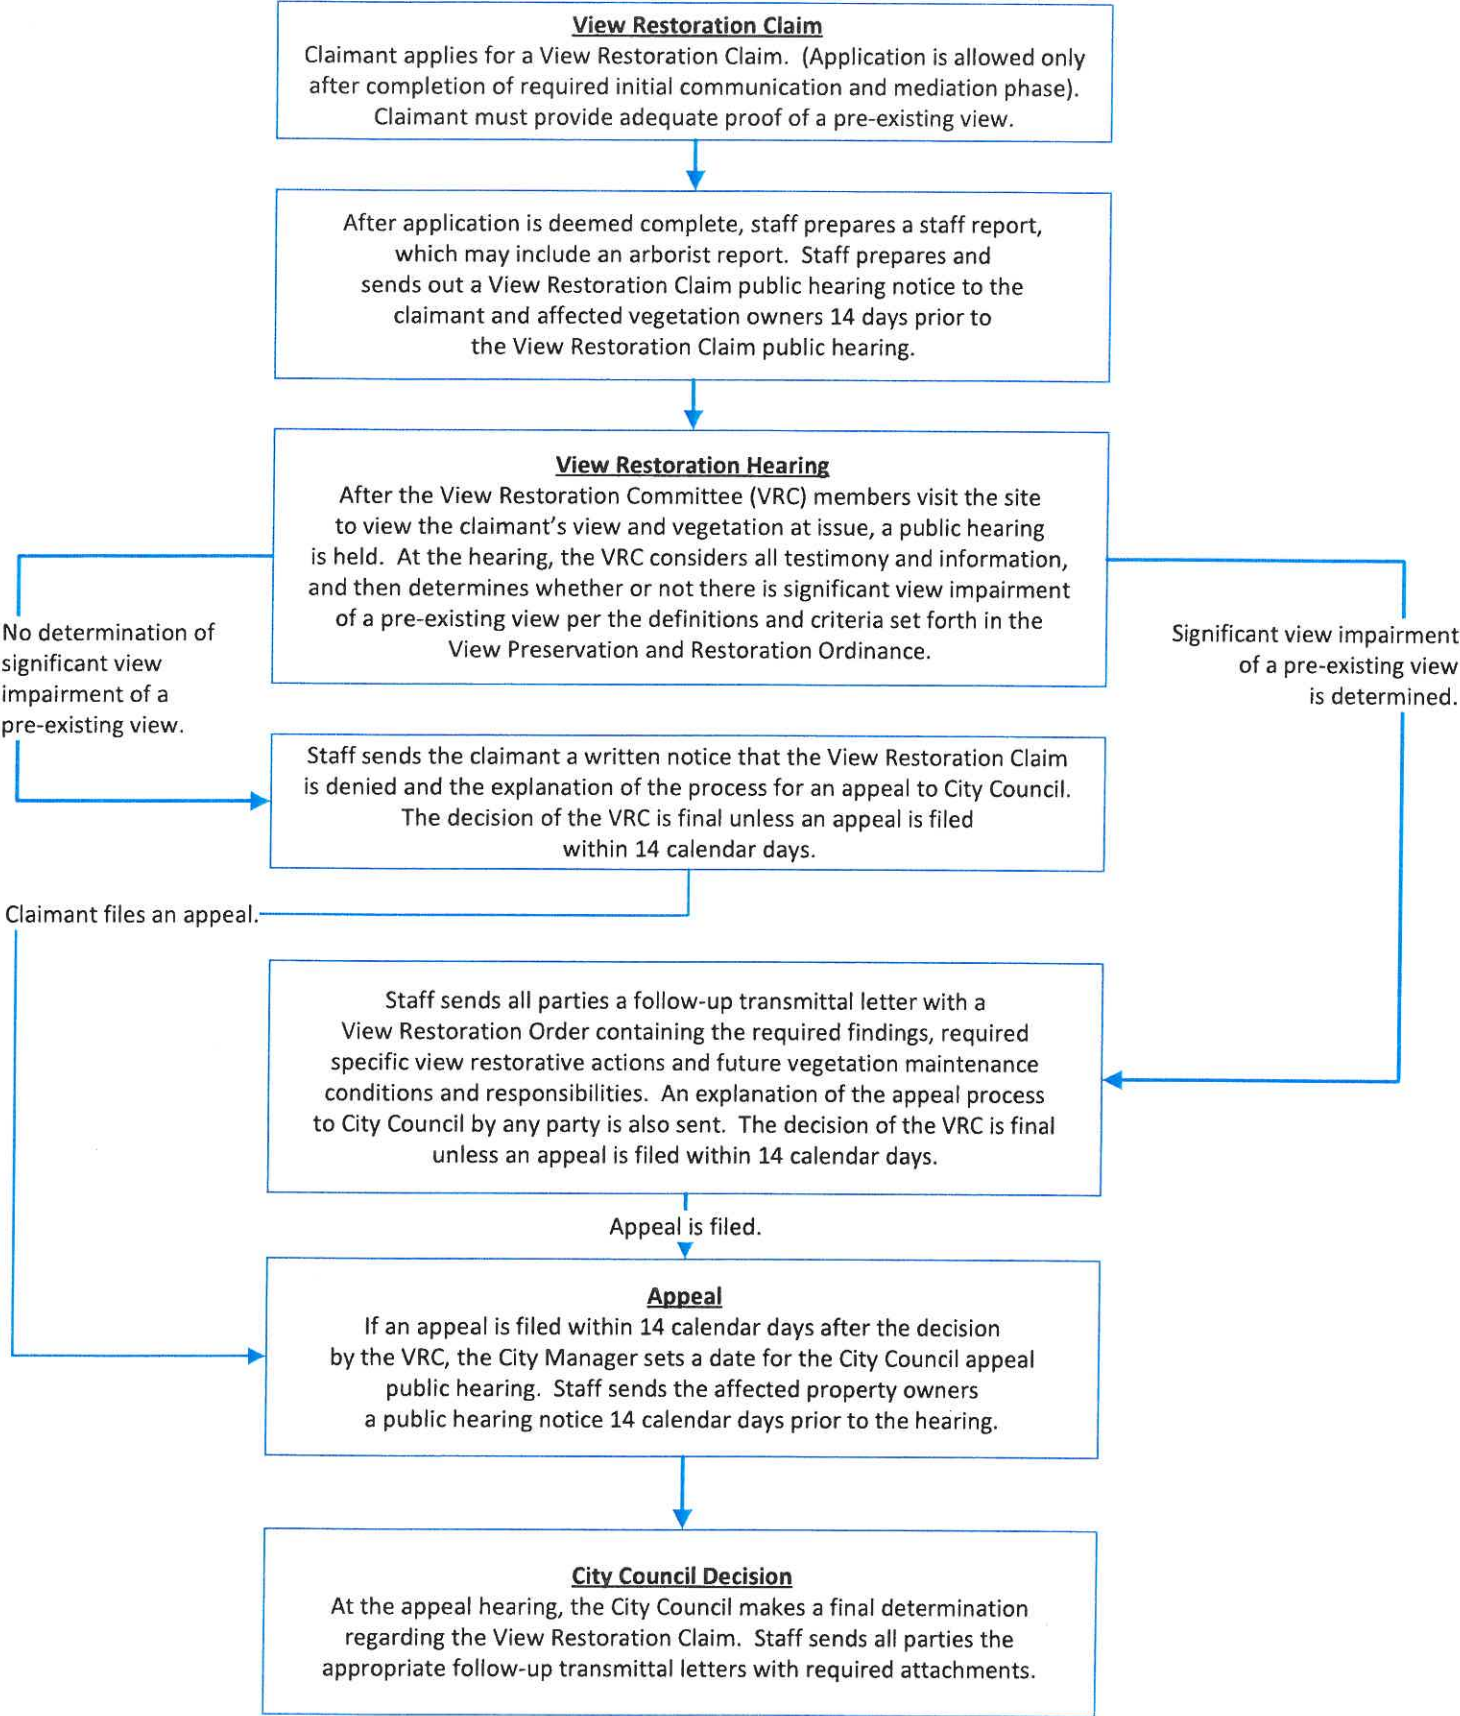 View Restoration Claim
Claimant applies for a View Restoration Claim.  (Application is allowed only
after completion of required initial communication and mediation phase).
Claimant must provide adequate proof of a pre-existing view.
After application is deemed complete, staff prepares a staff report,
which may include an arborist report.  Staff prepares and
sends out a View Restoration Claim public hearing notice to the
claimant and affected vegetation owners 14 days prior to
the View Restoration Claim public hearing.
View Restoration Hearing
After the View Restoration Committee (VRC) members visit the site
to view the claimant's view and vegetation at issue, a public hearing
is held.  At the hearing, the VRC considers all testimony and information,
and then determines whether or not there is significant view impairment
of a pre-existing view per the definitions and criteria set forth in the
View Preservation and Restoration Ordinance.
No determination of
significant view
impairment of a
pre-existing view.
Significant view impairment
of a pre-existing view
is determined.
Staff sends the claimant a written notice that the View Restoration Claim
is denied and the explanation of the process for an appeal to City Council.
The decision of the VRC is final unless an appeal is filed
within 14 calendar days.
Claimant files an appeal.
Staff sends all parties a follow-up transmittal letter with a
View Restoration Order containing the required findings, required
specific view restorative actions and future vegetation maintenance
conditions and responsibilities.  An explanation of the appeal process
to City Council by any party is also sent.  The decision of the VRC is final
unless an appeal is filed within 14 calendar days.
Appeal is filed.
Appeal
If an appeal is filed within 14 calendar days after the decision
by the VRC, the City Manager sets a date for the City Council appeal
public hearing.  Staff sends the affected property owners
a public hearing notice 14 calendar days prior to the hearing.
City Council Decision
At the appeal hearing, the City Council makes a final determination
regarding the View Restoration Claim.  Staff sends all parties the
appropriate follow-up transmittal letters with required attachments.